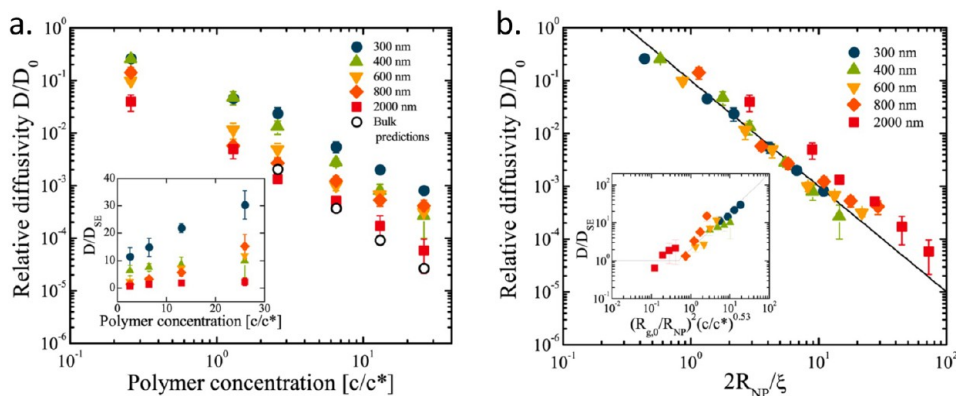 a.
Relative diffusivity D/D0
10^0
10^-1
10^-2
10^-3
10^-4
10^-5
10^-6
10^-1
10^0
10^1
Polymer concentration [c/c*]
300 nm
400 nm
600 nm
800 nm
2000 nm
Bulk
predictions
D/DSE
40
30
20
10
0
0
10
20
30
Polymer concentration [c/c*]
b.
Relative diffusivity D/D0
10^0
10^-1
10^-2
10^-3
10^-4
10^-5
10^-6
10^-1
10^0
10^1
10^2
2RNP/ξ
300 nm
400 nm
600 nm
800 nm
2000 nm
D/DSE
10^2
10^1
10^0
10^-1
10^-2
10^-1
10^0
10^1
10^2
(Rg,0/RNP)^2(c/c*)^0.53